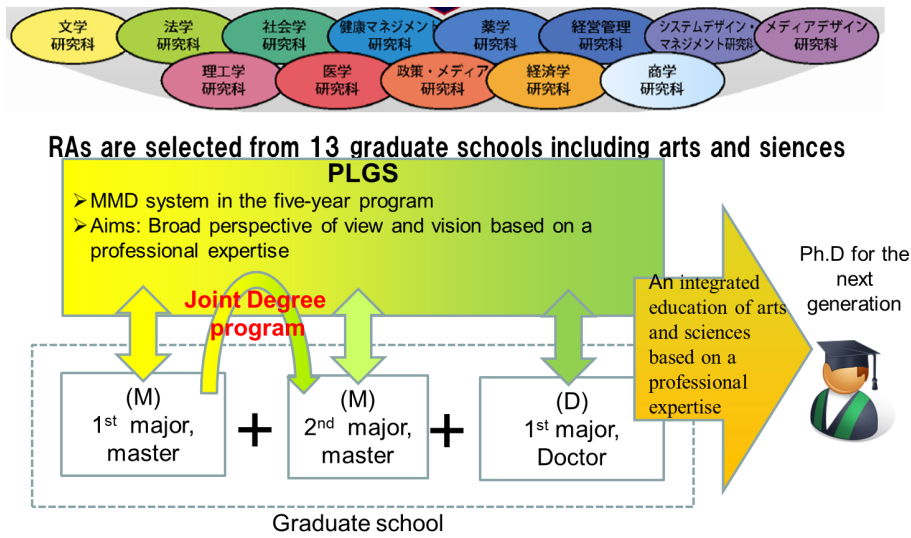 文学
研究科
法学
研究科
社会学
研究科
健康マネジメント
研究科
薬学
研究科
経営管理
研究科
システムデザイン・
マネジメント研究科
メディアデザイン
研究科
理工学
研究科
医学
研究科
政策・メディア
研究科
経済学
研究科
商学
研究科
RAs are selected from 13 graduate schools including arts and siences
PLGS
➢MMD system in the five-year program
➢Aims: Broad perspective of view and vision based on a
professional expertise
Joint Degree
program
An integrated
education of arts
and sciences
based on a
professional
expertise
Ph.D for the
next
generation
(M)
1st major,
master
+
(M)
2nd major,
master
+
(D)
1st major,
Doctor
Graduate school